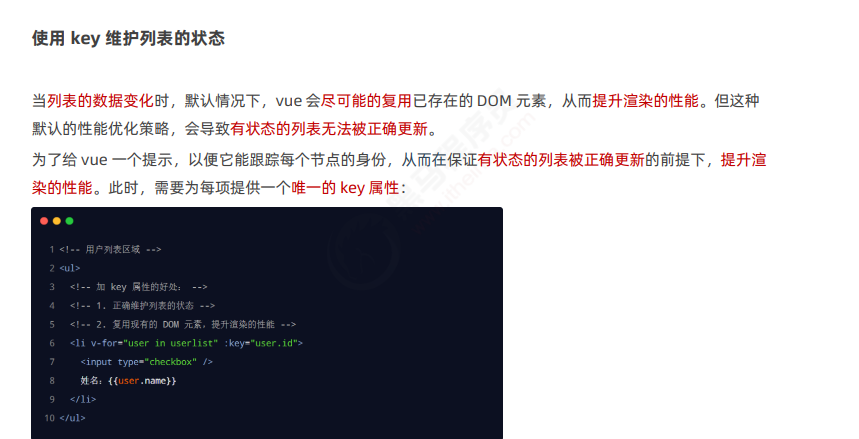 使用 key 维护列表的状态
当列表的数据变化时，默认情况下，vue 会尽可能的复用已存在的 DOM 元素，从而提升渲染的性能。但这种
默认的性能优化策略，会导致有状态的列表无法被正确更新。
为了给 vue 一个提示，以便它能跟踪每个节点的身份，从而在保证有状态的列表被正确更新的前提下，提升渲
染的性能。此时，需要为每项提供一个唯一的 key 属性：
1 <!-- 用户列表区域 -->
2 <ul>
3   <!-- 加 key 属性的好处： -->
4   <!-- 1. 正确维护列表的状态 -->
5   <!-- 2. 复用现有的 DOM 元素，提升渲染的性能 -->
6   <li v-for="user in userlist" :key="user.id">
7     <input type="checkbox" />
8     姓名：{{user.name}}
9   </li>
10 </ul>